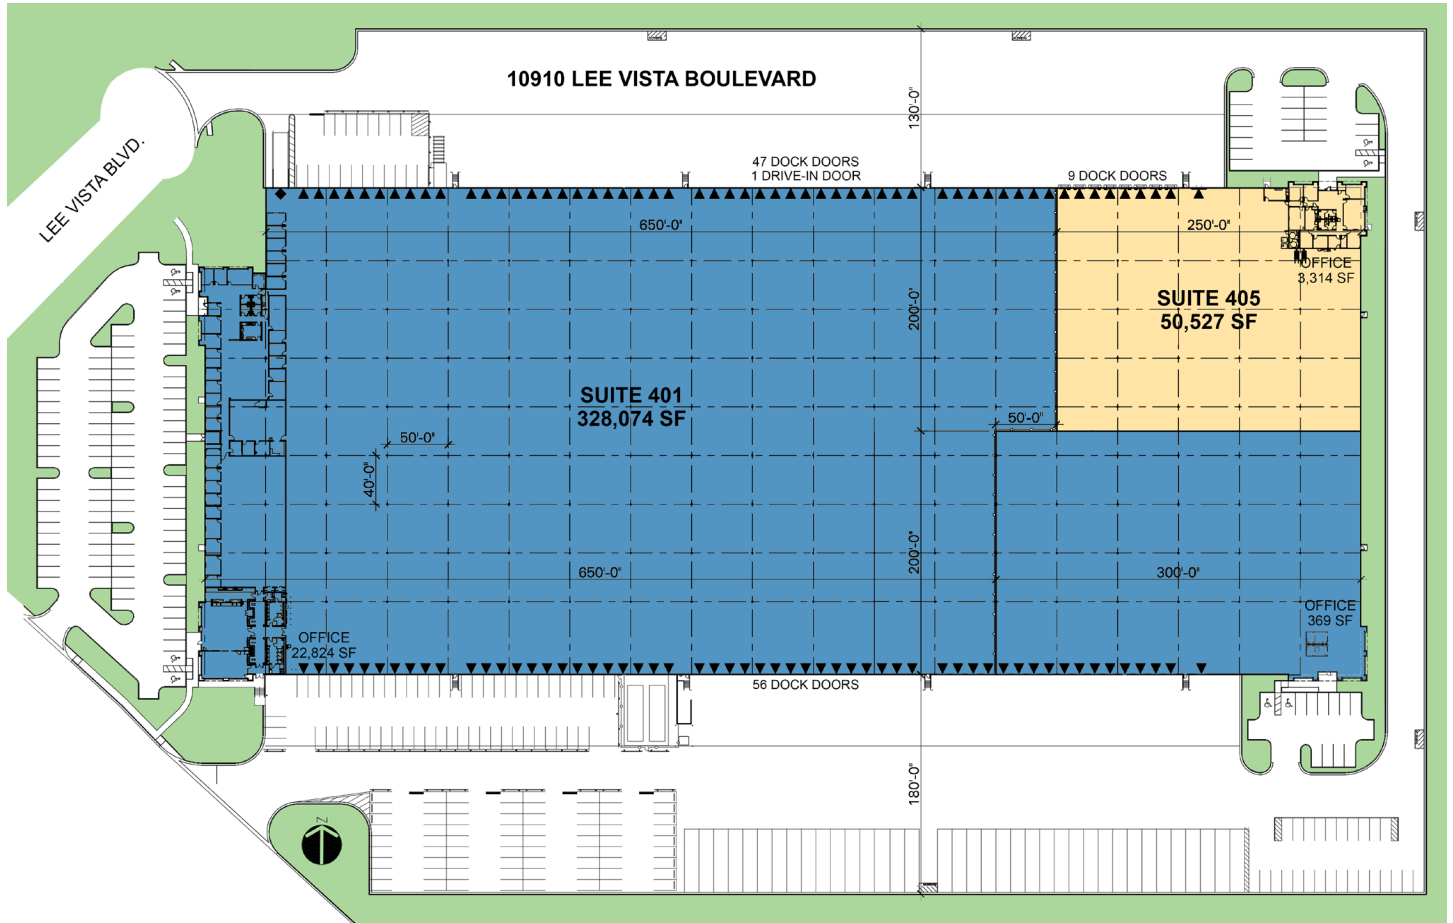 10910 LEE VISTA BOULEVARD
130'-0"
LEE VISTA BLVD.
47 DOCK DOORS
1 DRIVE-IN DOOR
9 DOCK DOORS
650'-0"
250'-0"
OFFICE
3,314 SF
SUITE 405
50,527 SF
200'-0"
SUITE 401
328,074 SF
50'-0"
50'-0"
40'-0"
200'-0"
650'-0"
300'-0"
OFFICE
369 SF
OFFICE
22,824 SF
56 DOCK DOORS
180'-0"
N